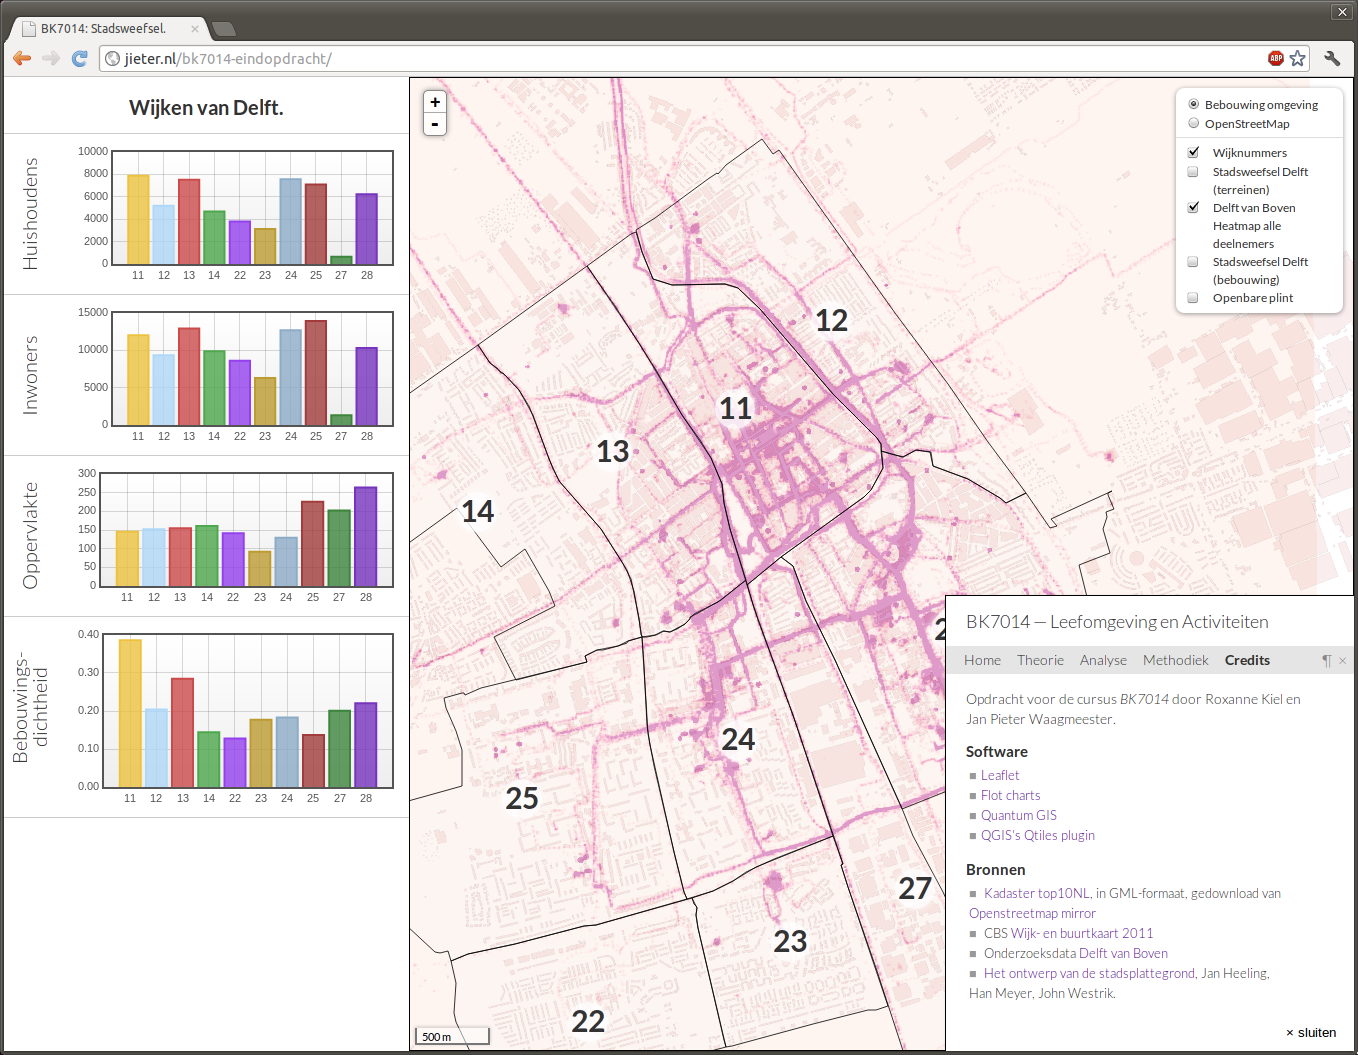 BK7014: Stadsweefsel.
jieter.nl/bk7014-eindopdracht/
ABP
Wijken van Delft.
Huishoudens
10000
8000
6000
4000
2000
0
11 12 13 14 22 23 24 25 27 28
Inwoners
15000
10000
5000
0
11 12 13 14 22 23 24 25 27 28
Oppervlakte
300
250
200
150
100
50
0
11 12 13 14 22 23 24 25 27 28
Bebouwings-
dichtheid
0.40
0.30
0.20
0.10
0.00
11 12 13 14 22 23 24 25 27 28
+
-
Bebouwing omgeving
OpenStreetMap
Wijknummers
Stadsweefsel Delft
(terreinen)
Delft van Boven
Heatmap alle
deelnemers
Stadsweefsel Delft
(bebouwing)
Openbare plint
12
11
13
14
24
25
27
23
22
500 m
BK7014 — Leefomgeving en Activiteiten
Home Theorie Analyse Methodiek Credits ¶ ×
Opdracht voor de cursus BK7014 door Roxanne Kiel en
Jan Pieter Waagmeester.
Software
Leaflet
Flot charts
Quantum GIS
QGIS's Qtiles plugin
Bronnen
Kadaster top10NL, in GML-formaat, gedownload van
Openstreetmap mirror
CBS Wijk- en buurtkaart 2011
Onderzoeksdata Delft van Boven
Het ontwerp van de stadsplattegrond, Jan Heeling,
Han Meyer, John Westrik.
× sluiten